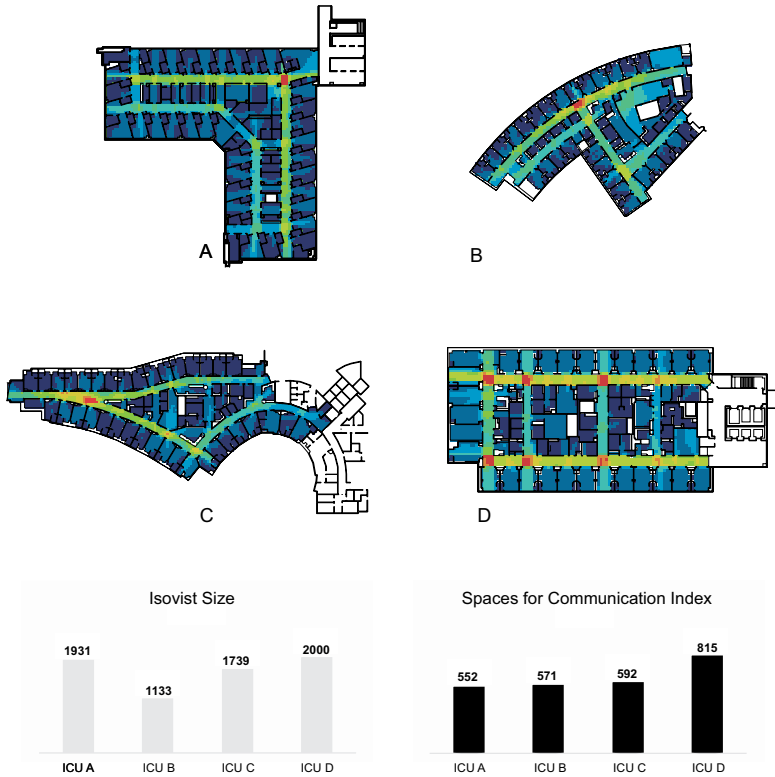 A
B
C
D
Isovist Size
1931
1133
1739
2000
ICU A
ICU B
ICU C
ICU D
Spaces for Communication Index
552
571
592
815
ICU A
ICU B
ICU C
ICU D